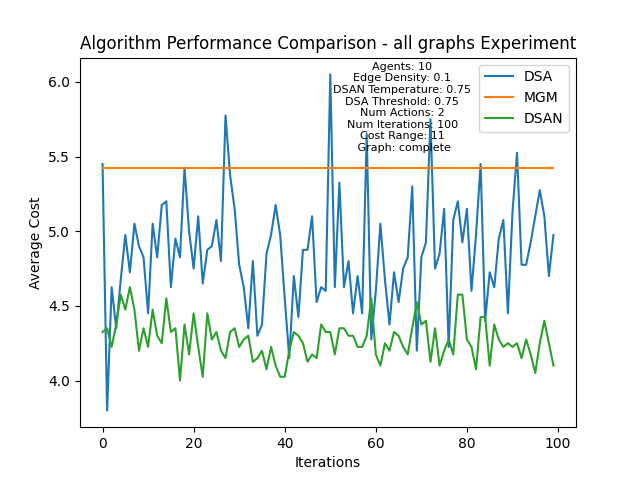 Algorithm Performance Comparison - all graphs Experiment
Agents: 10
Edge Density: 0.1
DSAN Temperature: 0.75
DSA Threshold: 0.75
Num Actions: 2
Num Iterations: 100
Cost Range: 11
Graph: complete
DSA
MGM
DSAN
Average Cost
6.0
5.5
5.0
4.5
4.0
0 20 40 60 80 100
Iterations